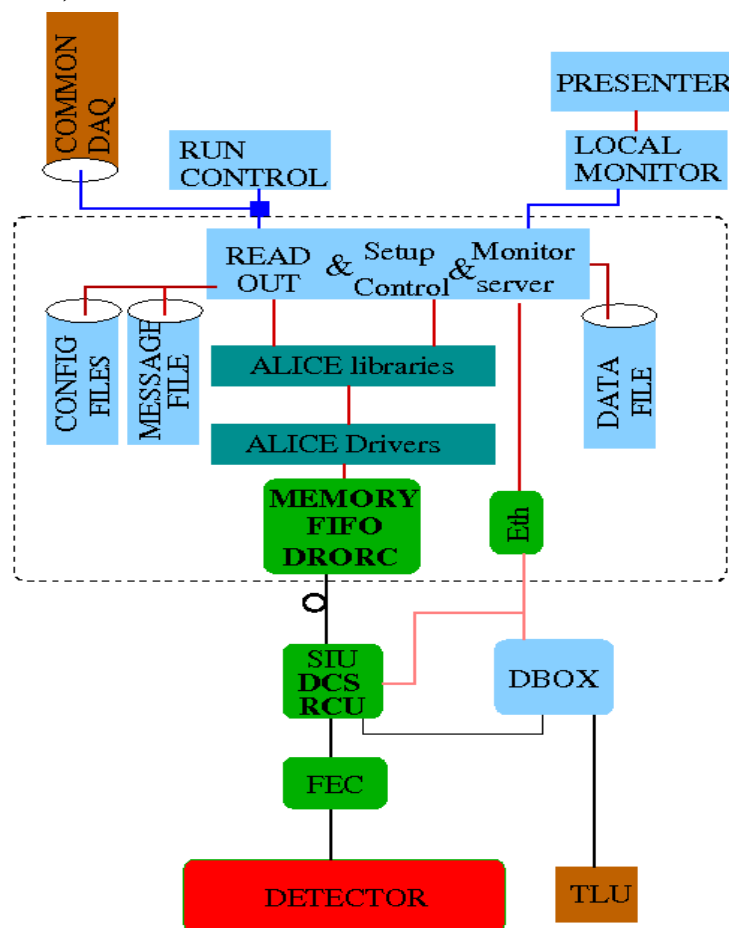 COMMON
DAQ
PRESENTER
RUN
CONTROL
LOCAL
MONITOR
READ
OUT
&
Setup
Control
&
Monitor
server
CONFIG
FILES
MESSAGE
FILE
DATA
FILE
ALICE libraries
ALICE Drivers
MEMORY
FIFO
DRORC
Eth
SIU
DCS
RCU
DBOX
FEC
DETECTOR
TLU